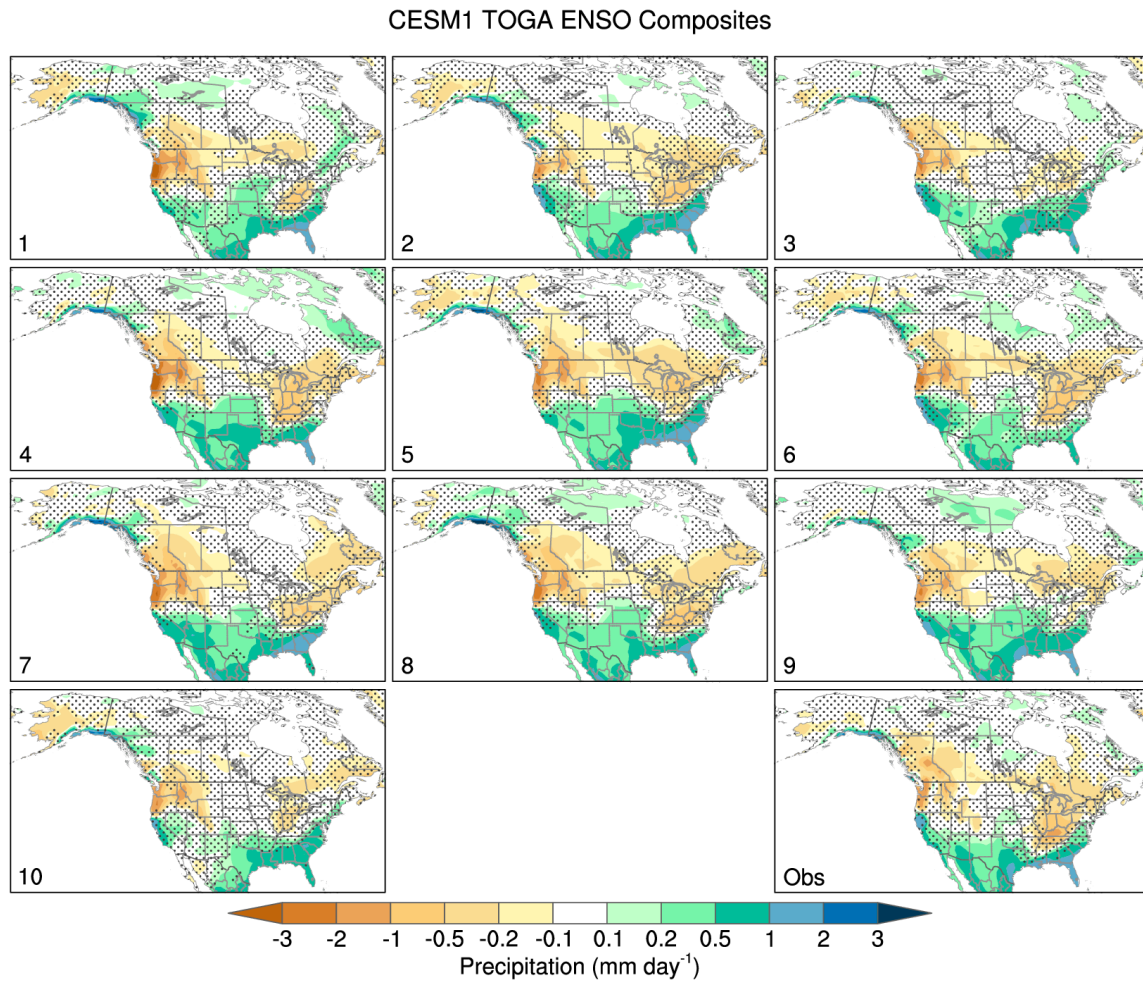 CESM1 TOGA ENSO Composites
1
2
3
4
5
6
7
8
9
10
Obs
-3 -2 -1 -0.5 -0.2 -0.1 0.1 0.2 0.5 1 2 3
Precipitation (mm day⁻¹)